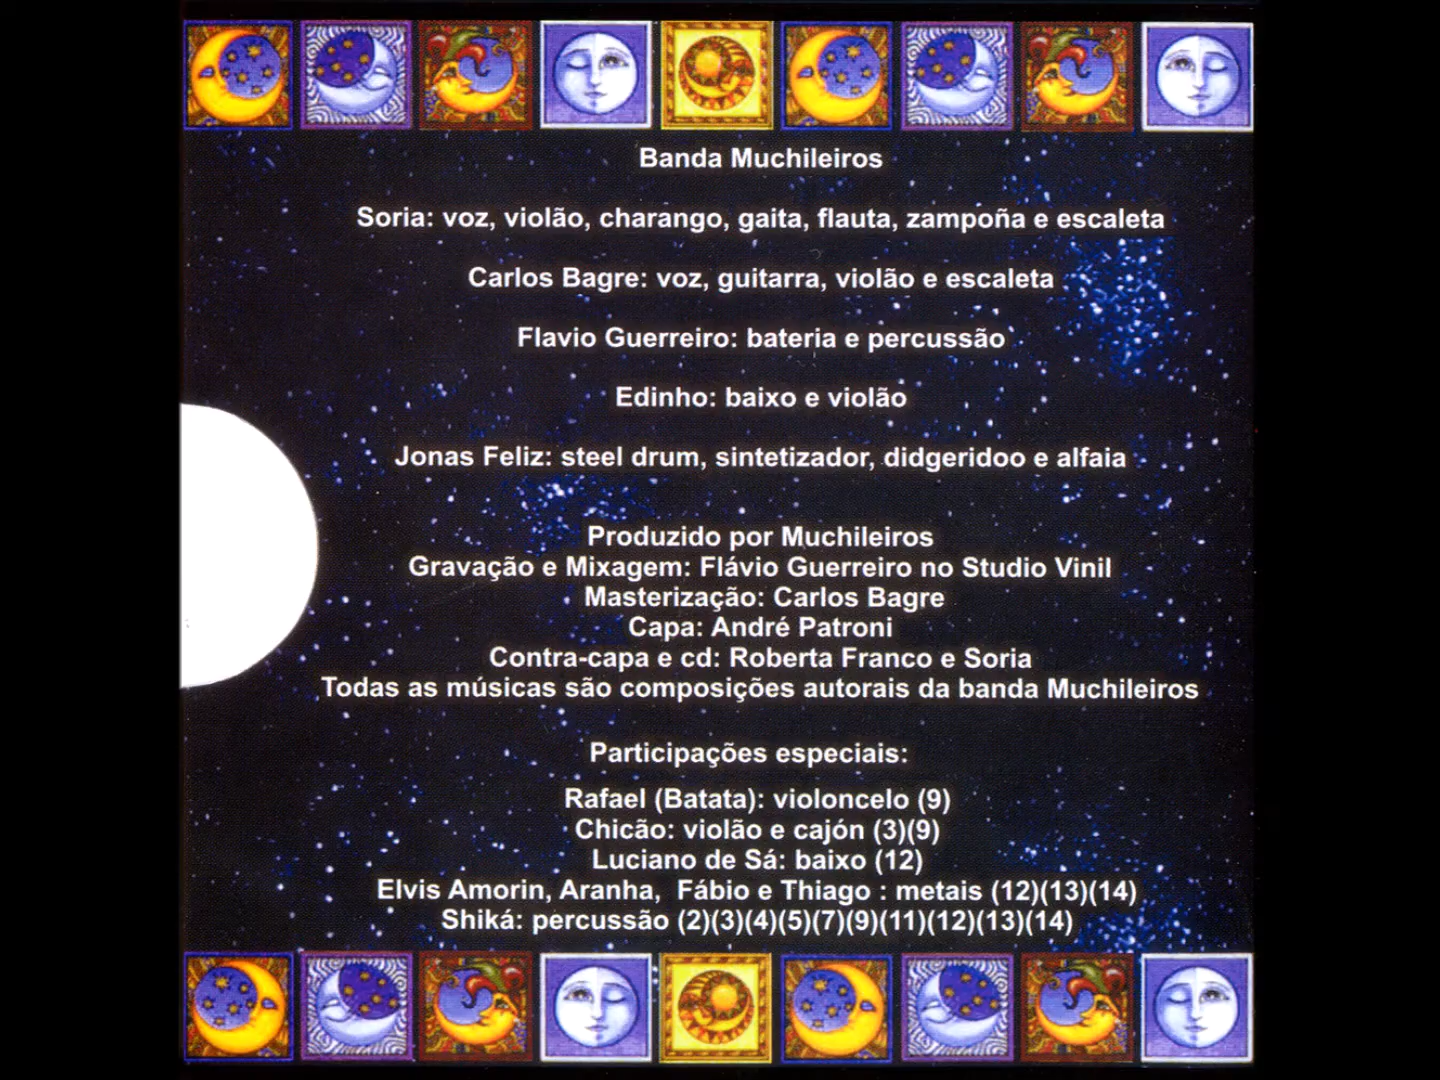 Banda Muchileiros
Soria: voz, violão, charango, gaita, flauta, zampoña e escaleta
Carlos Bagre: voz, guitarra, violão e escaleta
Flavio Guerreiro: bateria e percussão
Edinho: baixo e violão
Jonas Feliz: steel drum, sintetizador, didgeridoo e alfaia
Produzido por Muchileiros
Gravação e Mixagem: Flávio Guerreiro no Studio Vinil
Masterização: Carlos Bagre
Capa: André Patroni
Contra-capa e cd: Roberta Franco e Soria
Todas as músicas são composições autorais da banda Muchileiros
Participações especiais:
Rafael (Batata): violoncelo (9)
Chicão: violão e cajón (3)(9)
Luciano de Sá: baixo (12)
Elvis Amorin, Aranha,  Fábio e Thiago : metais (12)(13)(14)
Shiká: percussão (2)(3)(4)(5)(7)(9)(11)(12)(13)(14)